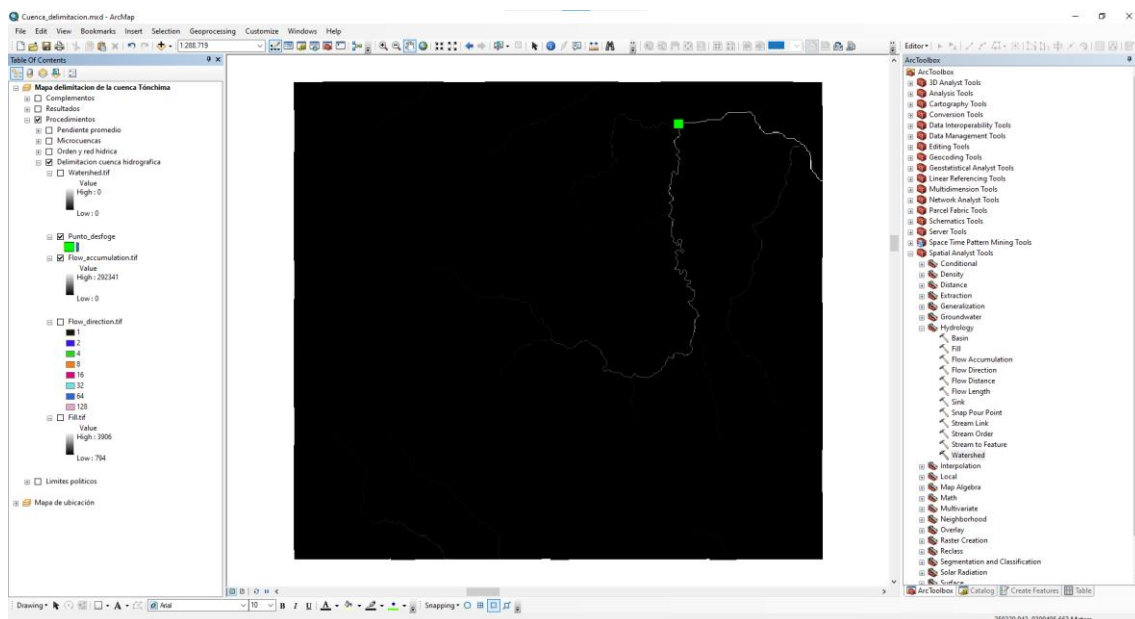 Cuenca_delimitacion.mxd - ArcMap
File Edit View Bookmarks Insert Selection Geoprocessing Customize Windows Help
1:288.719
Editor
Table Of Contents
Mapa delimitacion de la cuenca Tónchima
Complementos
Resultados
Procedimientos
Pendiente promedio
Microcuencas
Orden y red hidrica
Delimitacion cuenca hidrografica
Watershed.tif
Value
High : 0
Low : 0
Punto_desfoge
Flow_accumulation.tif
Value
High : 292341
Low : 0
Flow_direction.tif
1
2
4
8
16
32
64
128
Fill.tif
Value
High : 3906
Low : 794
Limites politicos
Mapa de ubicación
ArcToolbox
ArcToolbox
3D Analyst Tools
Analysis Tools
Cartography Tools
Conversion Tools
Data Interoperability Tools
Data Management Tools
Editing Tools
Geocoding Tools
Geostatistical Analyst Tools
Linear Referencing Tools
Multidimension Tools
Network Analyst Tools
Parcel Fabric Tools
Schematics Tools
Server Tools
Space Time Pattern Mining Tools
Spatial Analyst Tools
Conditional
Density
Distance
Extraction
Generalization
Groundwater
Hydrology
Basin
Fill
Flow Accumulation
Flow Direction
Flow Distance
Flow Length
Sink
Snap Pour Point
Stream Link
Stream Order
Stream to Feature
Watershed
Interpolation
Local
Map Algebra
Math
Multivariate
Neighborhood
Overlay
Raster Creation
Reclass
Segmentation and Classification
Solar Radiation
Surface
ArcToolbox Catalog Create Features Table
Drawing A Arial 10 B I U A Snapping